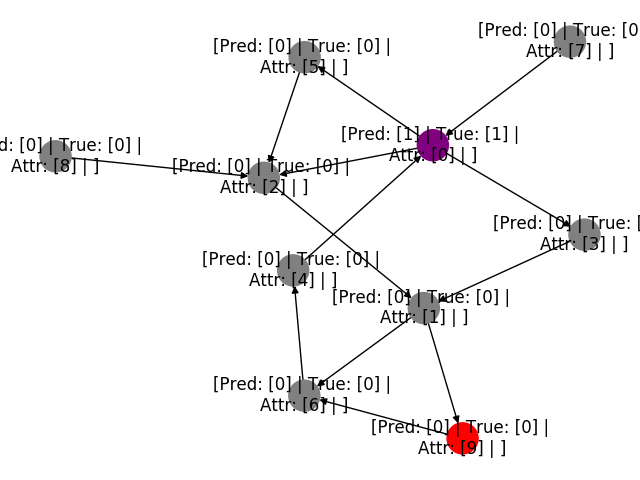 [Pred: [0] | True: [0
Attr: [7] | ]
[Pred: [0] | True: [0] |
Attr: [5] | ]
[Pred: [1] | True: [1] |
Attr: [0] | ]
d: [0] | True: [0] |
Attr: [8] | ]
[Pred: [0] | True: [0] |
Attr: [2] | ]
[Pred: [0] | True: [
Attr: [3] | ]
[Pred: [0] | True: [0] |
Attr: [4] | ]
[Pred: [0] | True: [0] |
Attr: [1] | ]
[Pred: [0] | True: [0] |
Attr: [6] | ]
[Pred: [0] | True: [0] |
Attr: [9] | ]